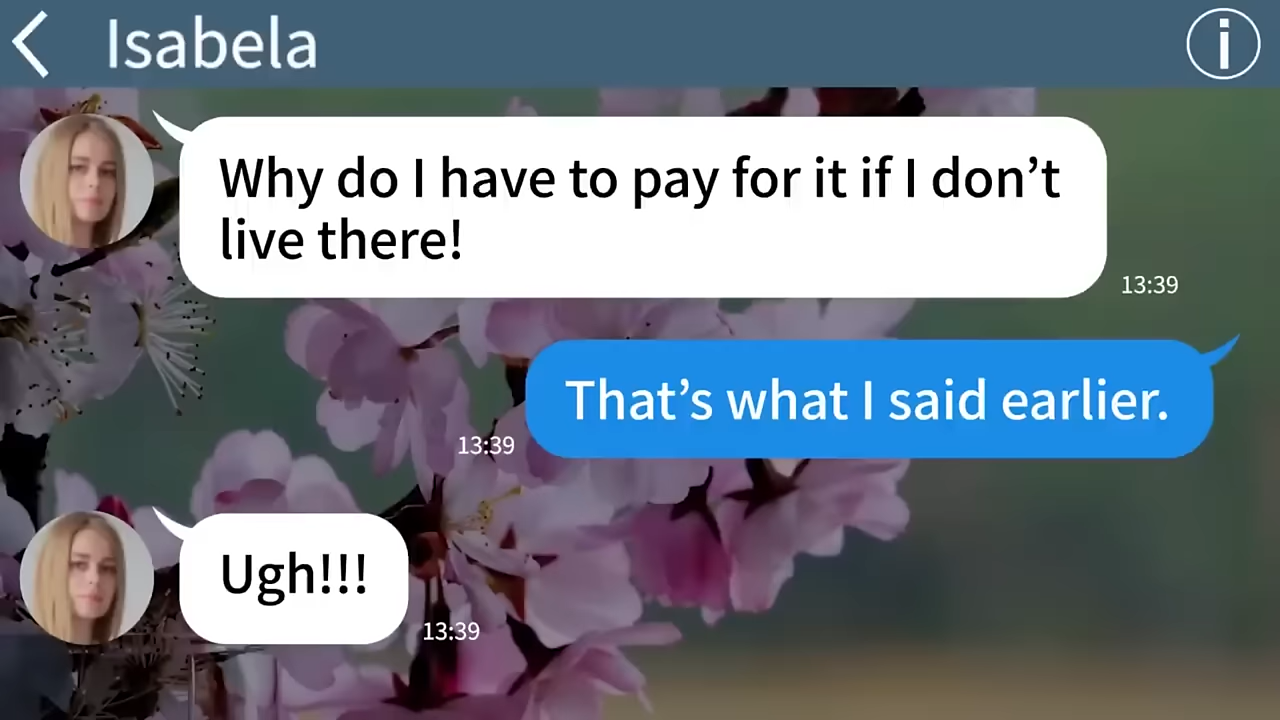 Isabela
Why do I have to pay for it if I don’t
live there!
13:39
That’s what I said earlier.
13:39
Ugh!!!
13:39